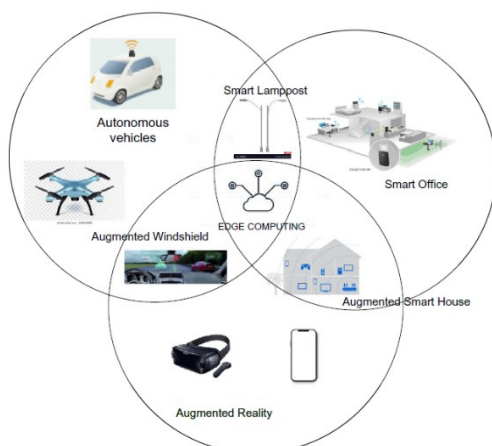 Smart Lamppost
Autonomous
vehicles
Smart Office
EDGE COMPUTING
Augmented Windshield
Augmented Smart House
Augmented Reality